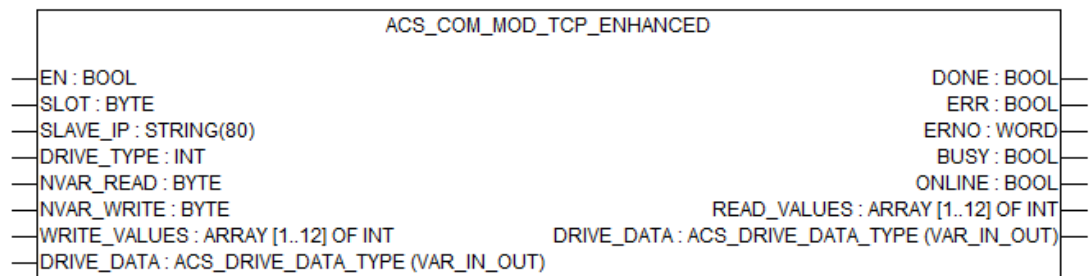 ACS_COM_MOD_TCP_ENHANCED
EN : BOOL DONE : BOOL
SLOT : BYTE ERR : BOOL
SLAVE_IP : STRING(80) ERNO : WORD
DRIVE_TYPE : INT BUSY : BOOL
NVAR_READ : BYTE ONLINE : BOOL
NVAR_WRITE : BYTE READ_VALUES : ARRAY [1..12] OF INT
WRITE_VALUES : ARRAY [1..12] OF INT DRIVE_DATA : ACS_DRIVE_DATA_TYPE (VAR_IN_OUT)
DRIVE_DATA : ACS_DRIVE_DATA_TYPE (VAR_IN_OUT)